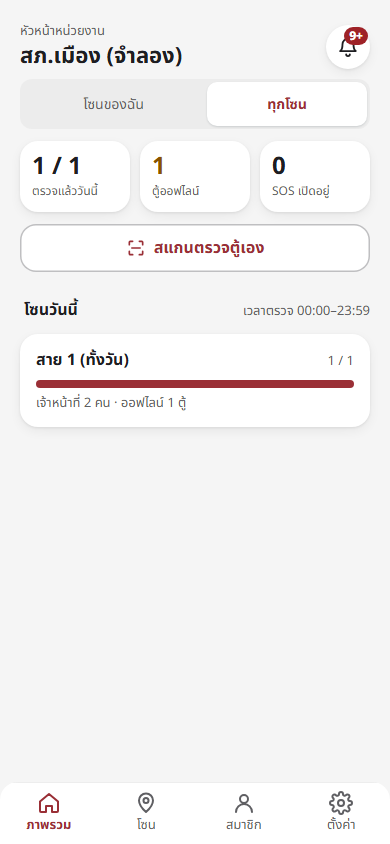 หัวหน้าหน่วยงาน
สภ.เมือง (จำลอง)
9+
โซนของฉัน
ทุกโซน
1 / 1
ตรวจแล้ววันนี้
1
ตู้ออฟไลน์
0
SOS เปิดอยู่
สแกนตรวจตู้เอง
โซนวันนี้
เวลาตรวจ 00:00–23:59
สาย 1 (ทั้งวัน)
1 / 1
เจ้าหน้าที่ 2 คน · ออฟไลน์ 1 ตู้
ภาพรวม
โซน
สมาชิก
ตั้งค่า